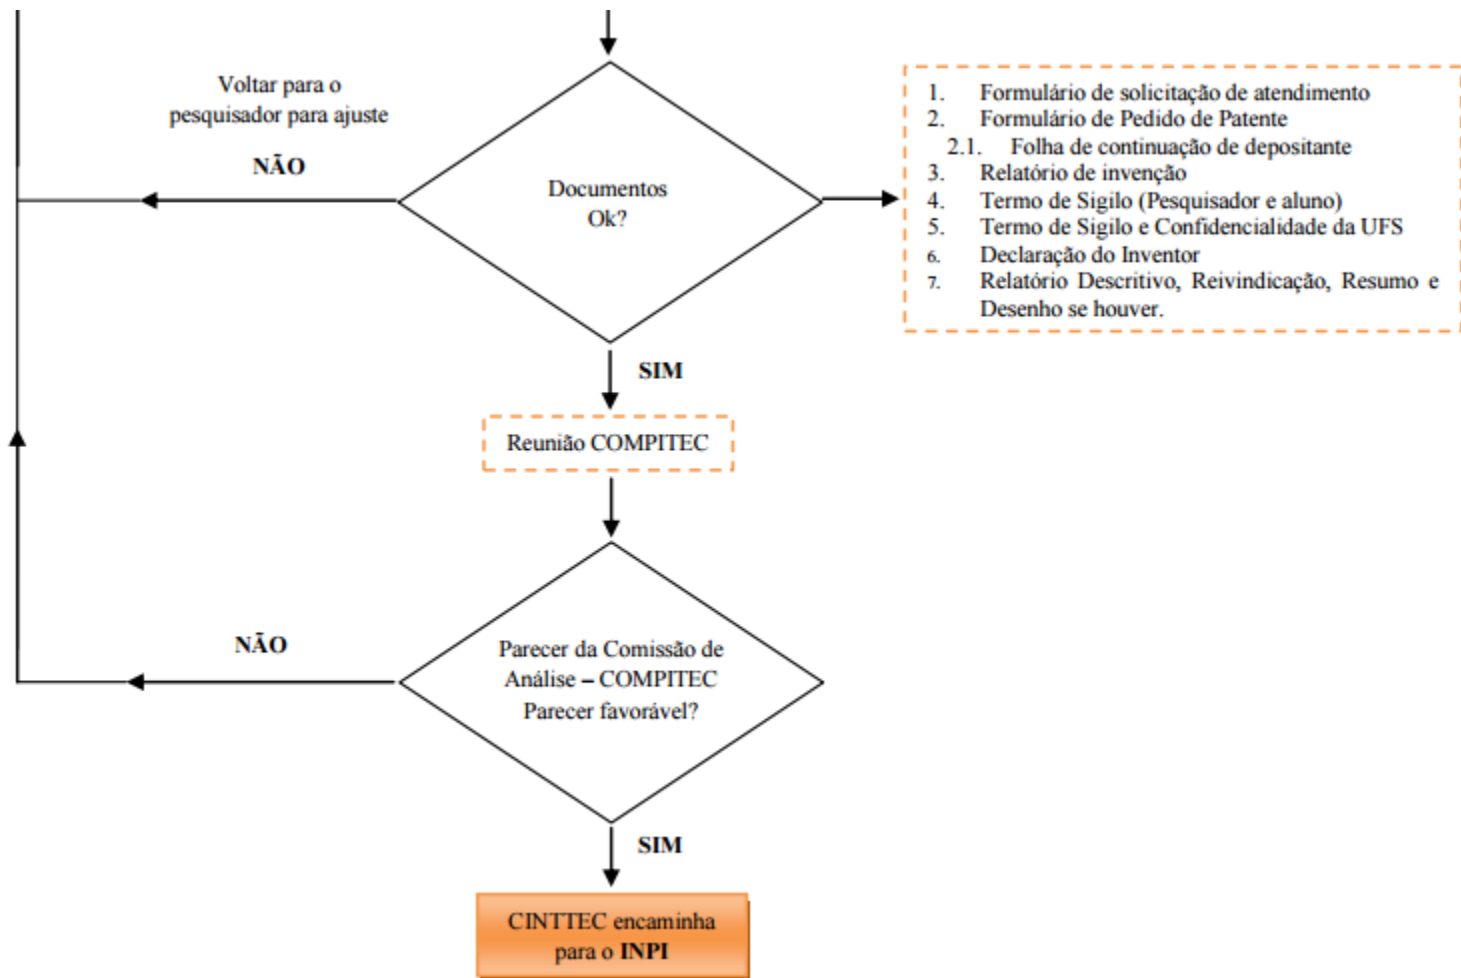 Voltar para o
pesquisador para ajuste
NÃO
Documentos
Ok?
1. Formulário de solicitação de atendimento
2. Formulário de Pedido de Patente
2.1. Folha de continuação de depositante
3. Relatório de invenção
4. Termo de Sigilo (Pesquisador e aluno)
5. Termo de Sigilo e Confidencialidade da UFS
6. Declaração do Inventor
7. Relatório Descritivo, Reivindicação, Resumo e
Desenho se houver.
SIM
Reunião COMPITEC
NÃO
Parecer da Comissão de
Análise – COMPITEC
Parecer favorável?
SIM
CINTTEC encaminha
para o INPI